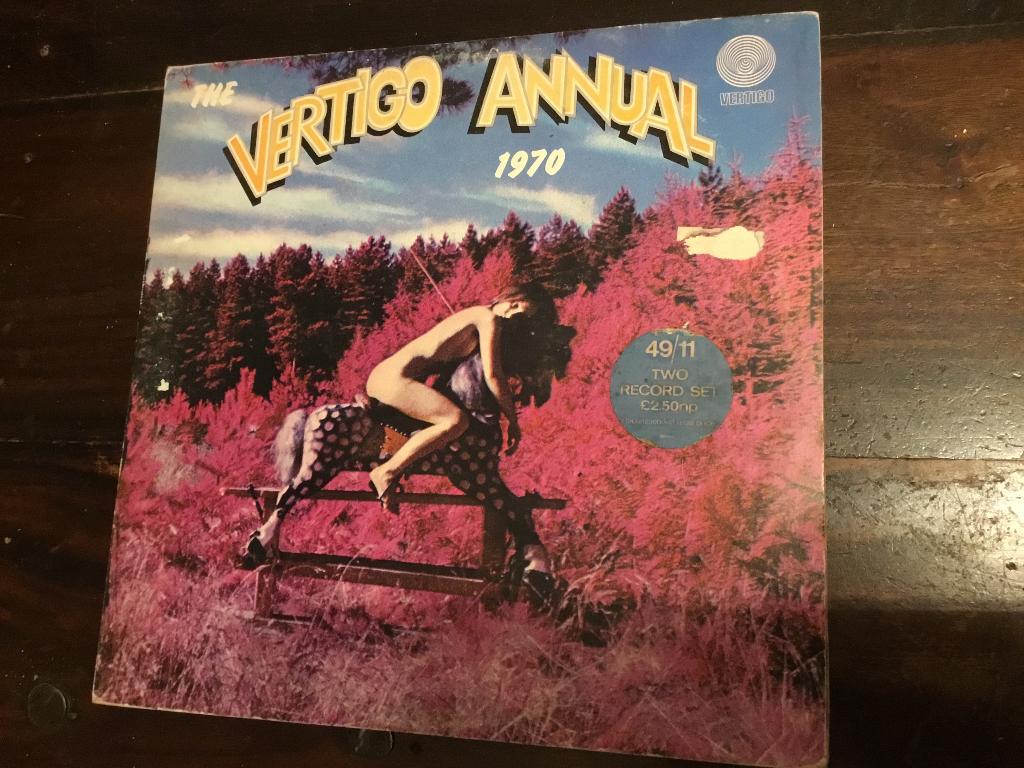 THE
VERTIGO ANNUAL
1970
VERTIGO
49/11
TWO
RECORD SET
£2.50np